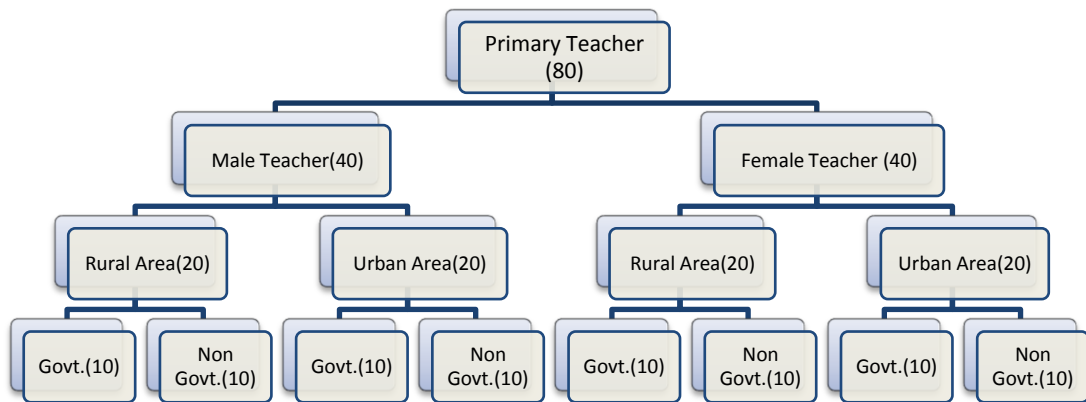 Primary Teacher
(80)
Male Teacher(40)
Female Teacher (40)
Rural Area(20)
Urban Area(20)
Rural Area(20)
Urban Area(20)
Govt.(10)
Non
Govt.(10)
Govt.(10)
Non
Govt.(10)
Govt.(10)
Non
Govt.(10)
Govt.(10)
Non
Govt.(10)